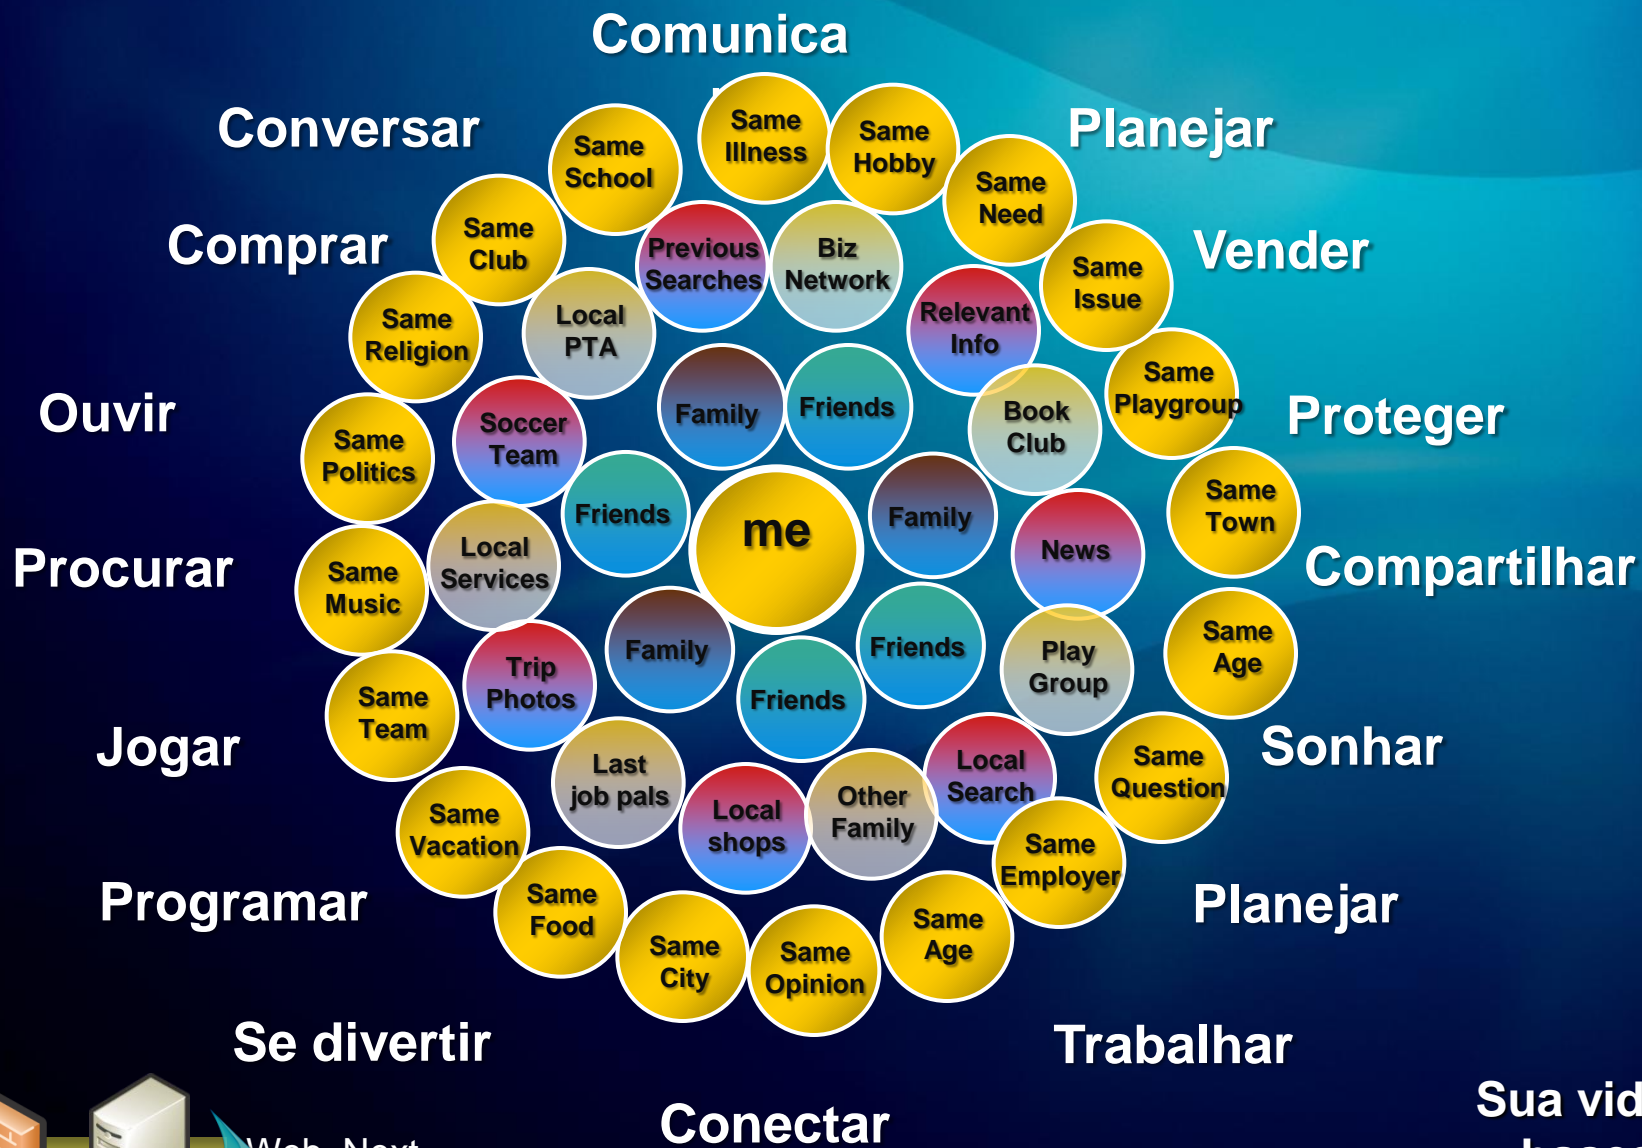 Comunica
Conversar
Planejar
Same
Illness
Same
Hobby
Same
School
Same
Need
Comprar
Same
Club
Previous
Searches
Biz
Network
Vender
Same
Issue
Same
Religion
Local
PTA
Relevant
Info
Same
Playgroup
Ouvir
Family
Friends
Book
Club
Proteger
Same
Politics
Soccer
Team
Friends
me
Family
Same
Town
Procurar
Same
Music
Local
Services
News
Compartilhar
Family
Friends
Play
Group
Same
Age
Trip
Photos
Friends
Same
Team
Jogar
Sonhar
Last
job pals
Local
shops
Other
Family
Local
Search
Same
Question
Same
Vacation
Same
Employer
Programar
Same
Food
Planejar
Same
City
Same
Opinion
Same
Age
Se divertir
Trabalhar
Conectar
Sua vid
Web. Next